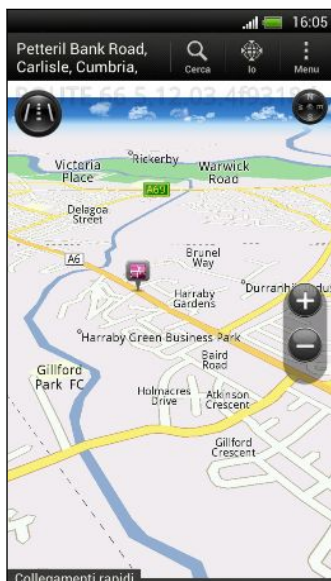 16:05
Petteril Bank Road,
Carlisle, Cumbria,
Cerca
Io
Menu
N
Victoria
Place
Rickerby
Warwick
Road
A69
Delagoa
Street
A6
Brunel
Way
Harraby
Gardens
Harraby Green Business Park
Baird
Road
Gillford
Park FC
Holmacres
Drive
Atkinson
Crescent
Gillford
Crescent
Collegamenti rapidi